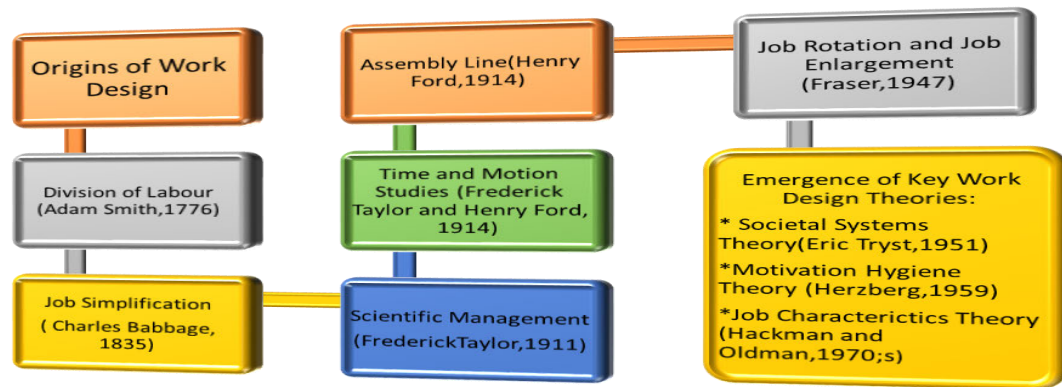 Origins of Work
Design
Division of Labour
(Adam Smith,1776)
Job Simplification
( Charles Babbage,
1835)
Scientific Management
(FrederickTaylor,1911)
Time and Motion
Studies (Frederick
Taylor and Henry Ford,
1914)
Assembly Line(Henry
Ford,1914)
Job Rotation and Job
Enlargement
(Fraser,1947)
Emergence of Key Work
Design Theories:
* Societal Systems
Theory(Eric Tryst,1951)
*Motivation Hygiene
Theory (Herzberg,1959)
*Job Characterictics Theory
(Hackman and
Oldman,1970;s)